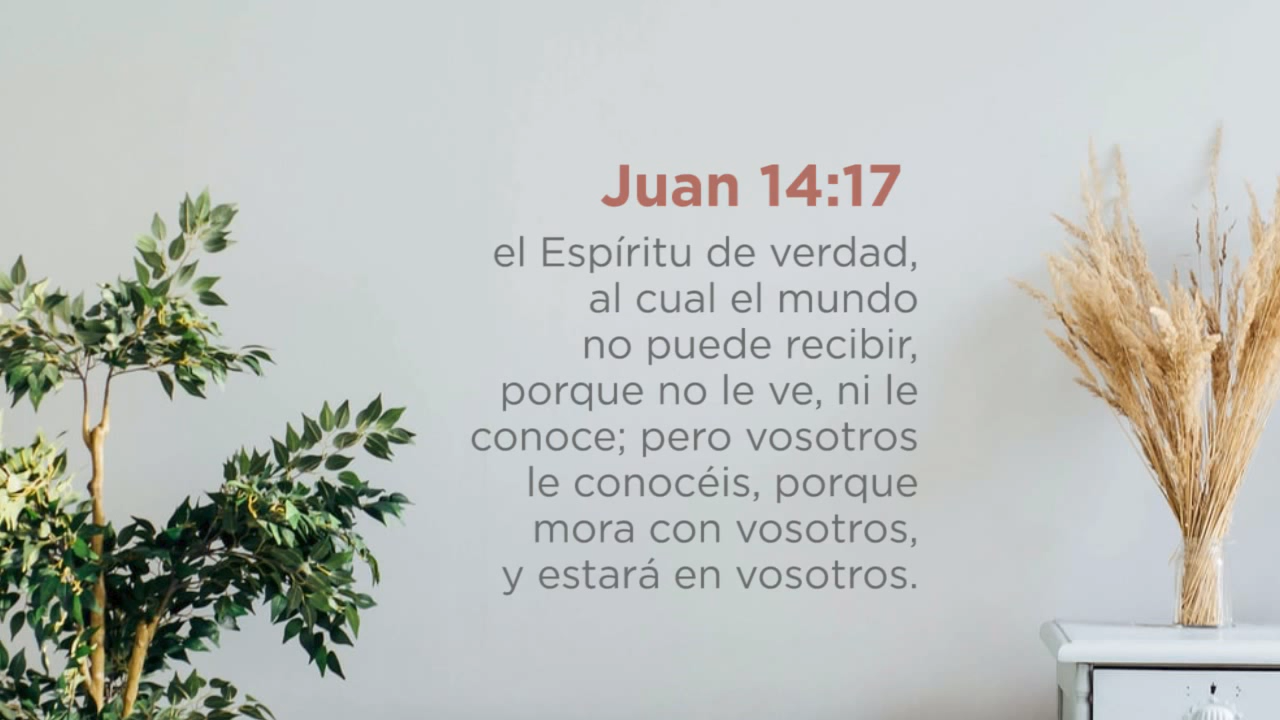 Juan 14:17
el Espíritu de verdad,
al cual el mundo
no puede recibir,
porque no le ve, ni le
conoce; pero vosotros
le conocéis, porque
mora con vosotros,
y estará en vosotros.